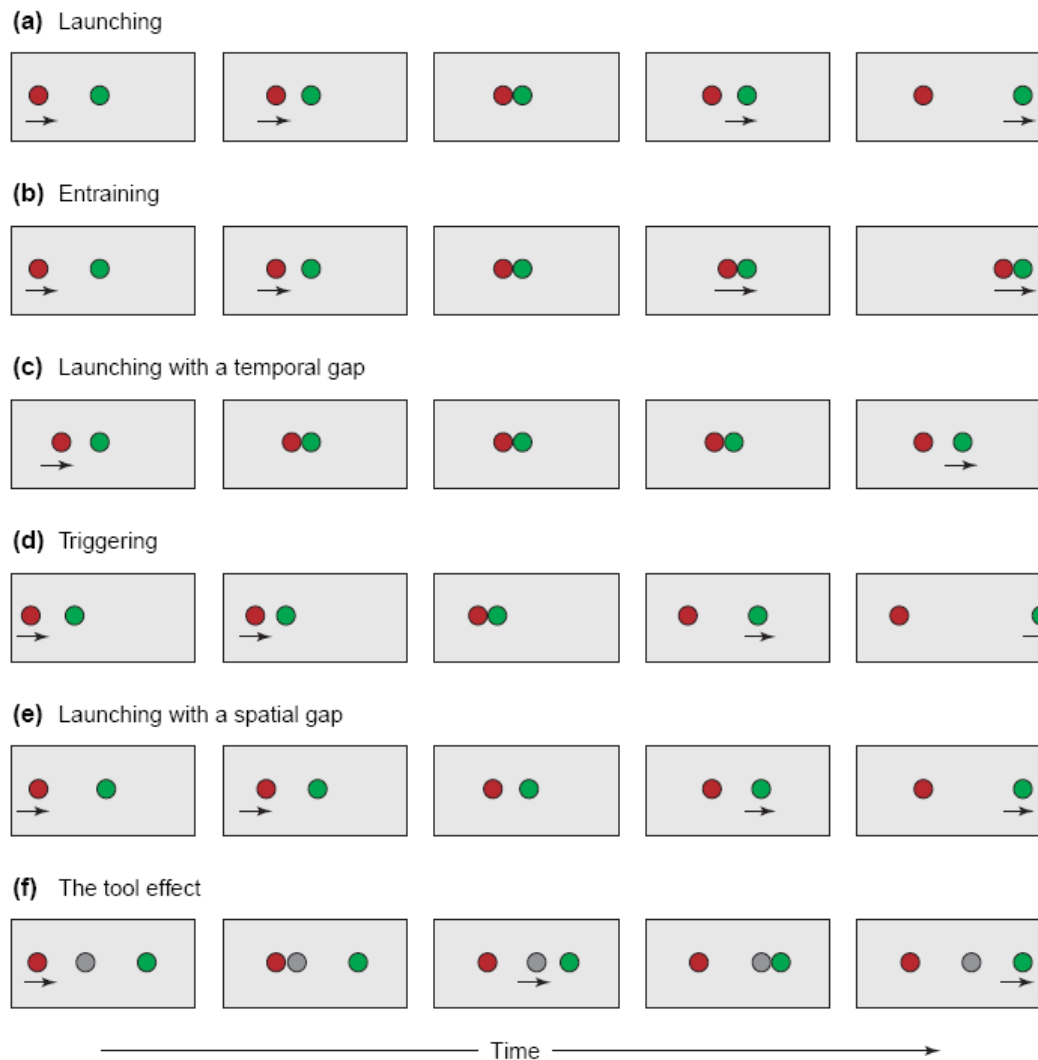 (a) Launching
(b) Entraining
(c) Launching with a temporal gap
(d) Triggering
(e) Launching with a spatial gap
(f) The tool effect
Time